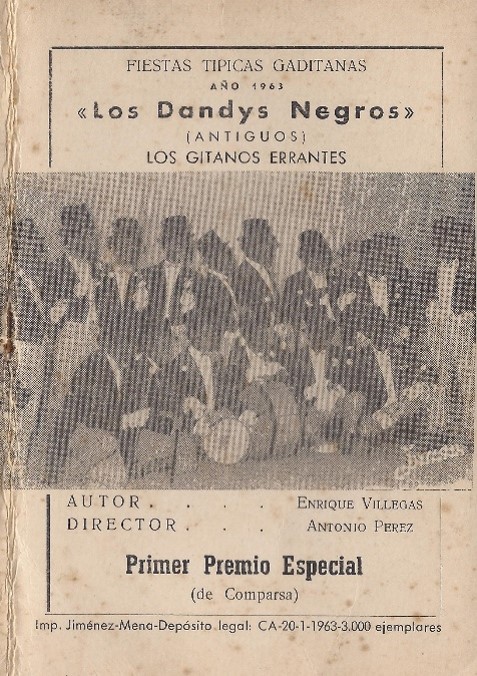 FIESTAS TIPICAS GADITANAS
AÑO 1963
«Los Dandys Negros»
(ANTIGUOS)
LOS GITANOS ERRANTES
AUTOR . . . . ENRIQUE VILLEGAS
DIRECTOR . . . ANTONIO PEREZ
Primer Premio Especial
(de Comparsa)
Imp. Jiménez-Mena-Depósito legal: CA-20-1-1963-3.000 ejemplares